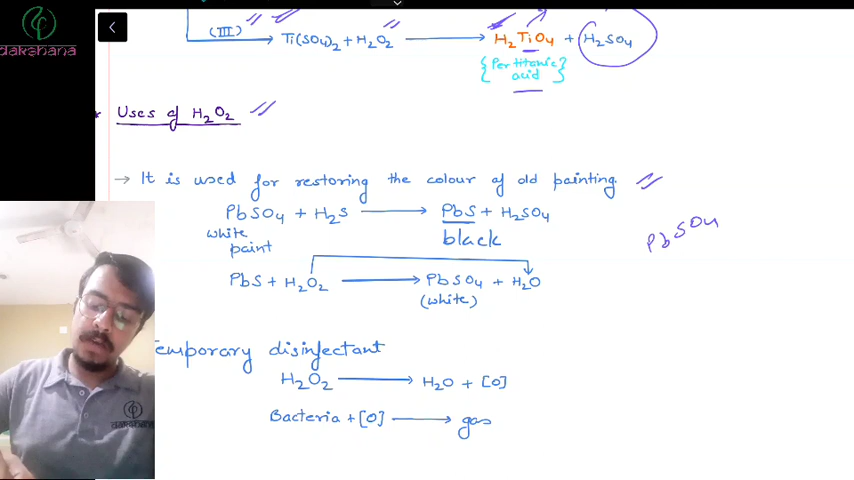 dakshana
(III)
Ti(SO4)2 + H2O2 → H2TiO4 + H2SO4
{Pertitanic}
{acid}
Uses of H2O2
→ It is used for restoring the colour of old painting.
PbSO4 + H2S → PbS + H2SO4
white
paint
black
PbSO4
PbS + H2O2 → PbSO4 + H2O
(white)
emporary disinfectant
H2O2 → H2O + [O]
Bacteria + [O] → gas